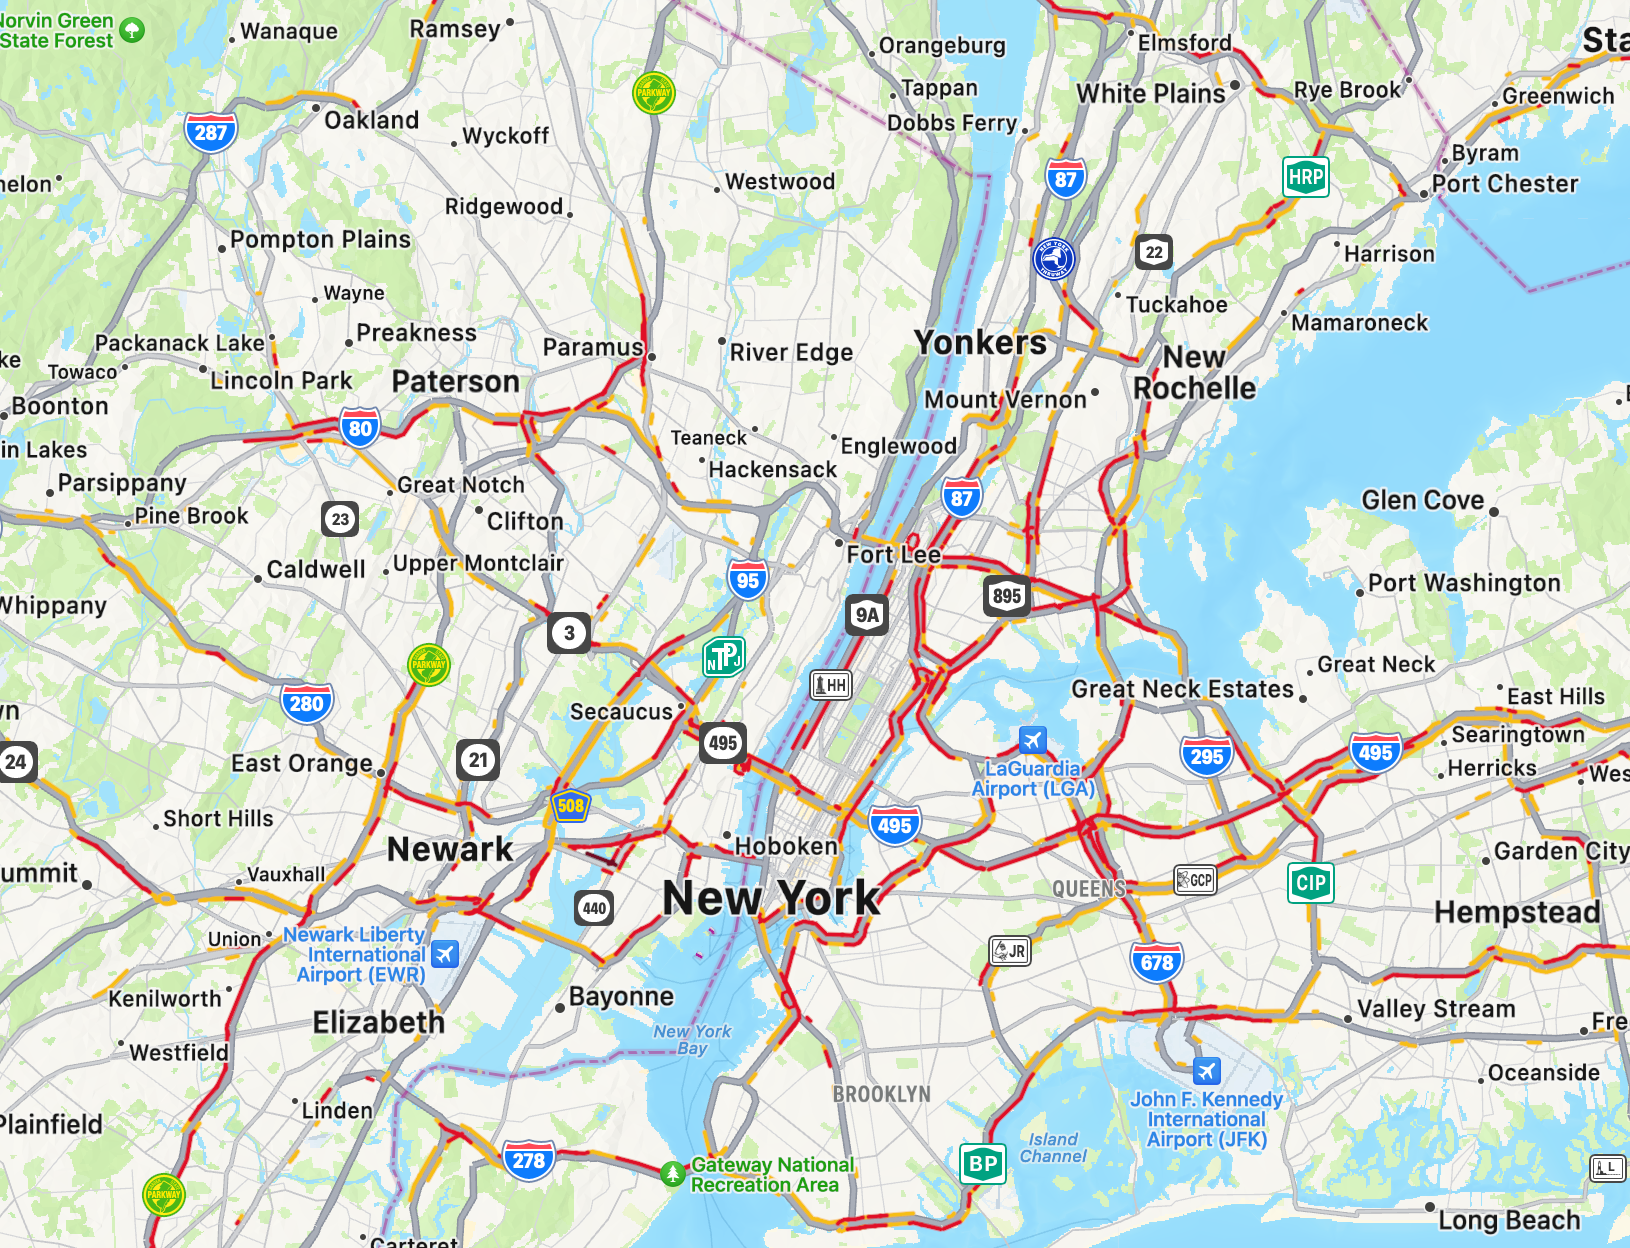 Norvin Green
State Forest
Wanaque
Ramsey
Orangeburg
Elmsford
Tappan
White Plains
Rye Brook
Greenwich
PARKWAY
Oakland
287
Wyckoff
Dobbs Ferry
Byram
Westwood
87
HRP
Port Chester
Ridgewood
Pompton Plains
22
Harrison
NEW YORK
THRUWAY
Wayne
Tuckahoe
Mamaroneck
Preakness
Packanack Lake
Paramus
River Edge
Yonkers
New
Rochelle
Towaco
Lincoln Park
Paterson
Mount Vernon
Boonton
80
Teaneck
Englewood
in Lakes
Hackensack
Parsippany
Great Notch
87
Glen Cove
Pine Brook
23
Clifton
Fort Lee
Caldwell
Upper Montclair
95
895
Port Washington
Whippany
9A
3
NTPJ
PARKWAY
HH
Great Neck
Great Neck Estates
East Hills
280
Secaucus
495
21
LaGuardia
Airport (LGA)
295
495
Searingtown
24
East Orange
Herricks
508
Short Hills
495
Newark
Hoboken
Garden City
Vauxhall
QUEENS
GCP
CIP
New York
440
Hempstead
Union
Newark Liberty
International
Airport (EWR)
JR
678
Kenilworth
Bayonne
Valley Stream
Elizabeth
New York
Bay
Westfield
Oceanside
BROOKLYN
John F. Kennedy
International
Airport (JFK)
Linden
Plainfield
Island
Channel
278
Gateway National
Recreation Area
BP
L
PARKWAY
Long Beach
Carteret